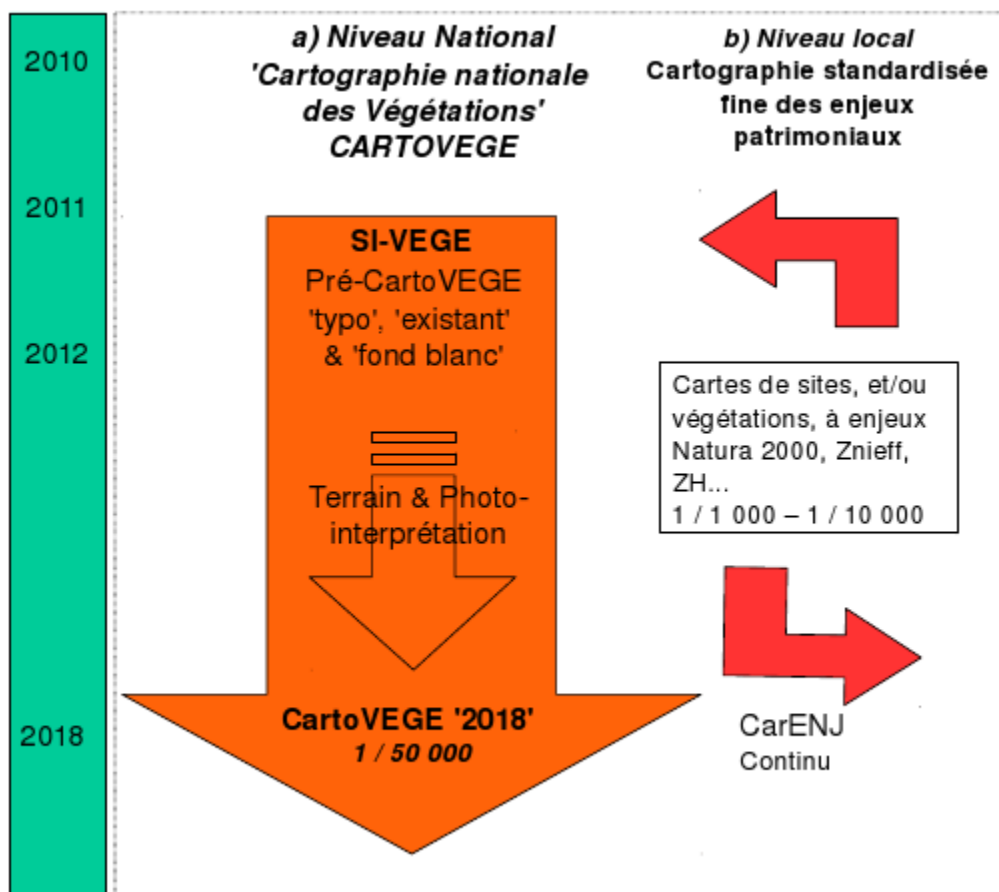 2010
2011
2012
2018
a) Niveau National
'Cartographie nationale
des Végétations'
CARTOVEGE
SI-VEGE
Pré-CartoVEGE
'typo', 'existant'
& 'fond blanc'
Terrain & Photo-
interprétation
CartoVEGE '2018'
1 / 50 000
b) Niveau local
Cartographie standardisée
fine des enjeux
patrimoniaux
Cartes de sites, et/ou
végétations, à enjeux
Natura 2000, Znieff,
ZH...
1 / 1 000 – 1 / 10 000
CarENJ
Continu